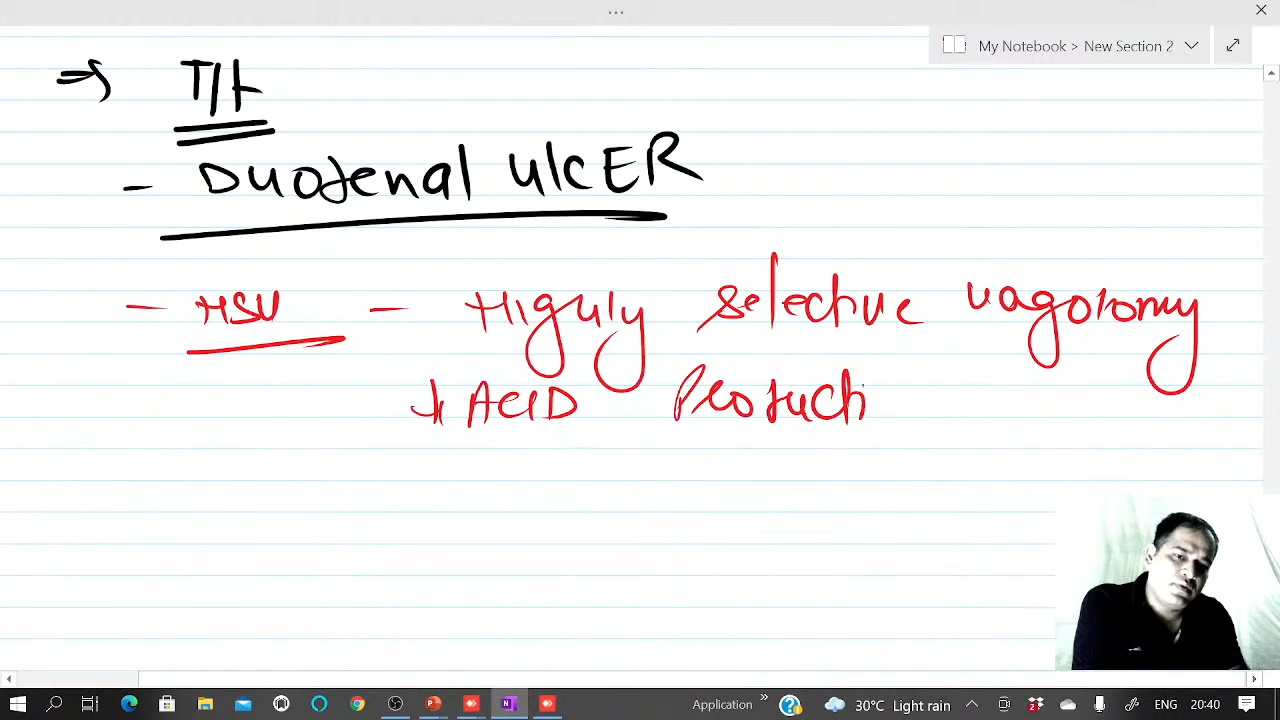 ...
My Notebook > New Section 2
⇒ T/t
- Duodenal ulcER
- HSV - Highly selective vagotomy
↓ Acid Product
Application
30°C Light rain
ENG
20:40